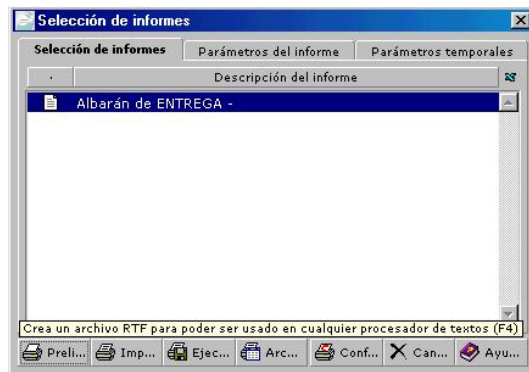 Selección de informes
Selección de informes Parámetros del informe Parámetros temporales
Descripción del informe
Albarán de ENTREGA -
Crea un archivo RTF para poder ser usado en cualquier procesador de textos (F4)
Preli... Imp... Ejec... Arc... Conf... Can... Ayu...